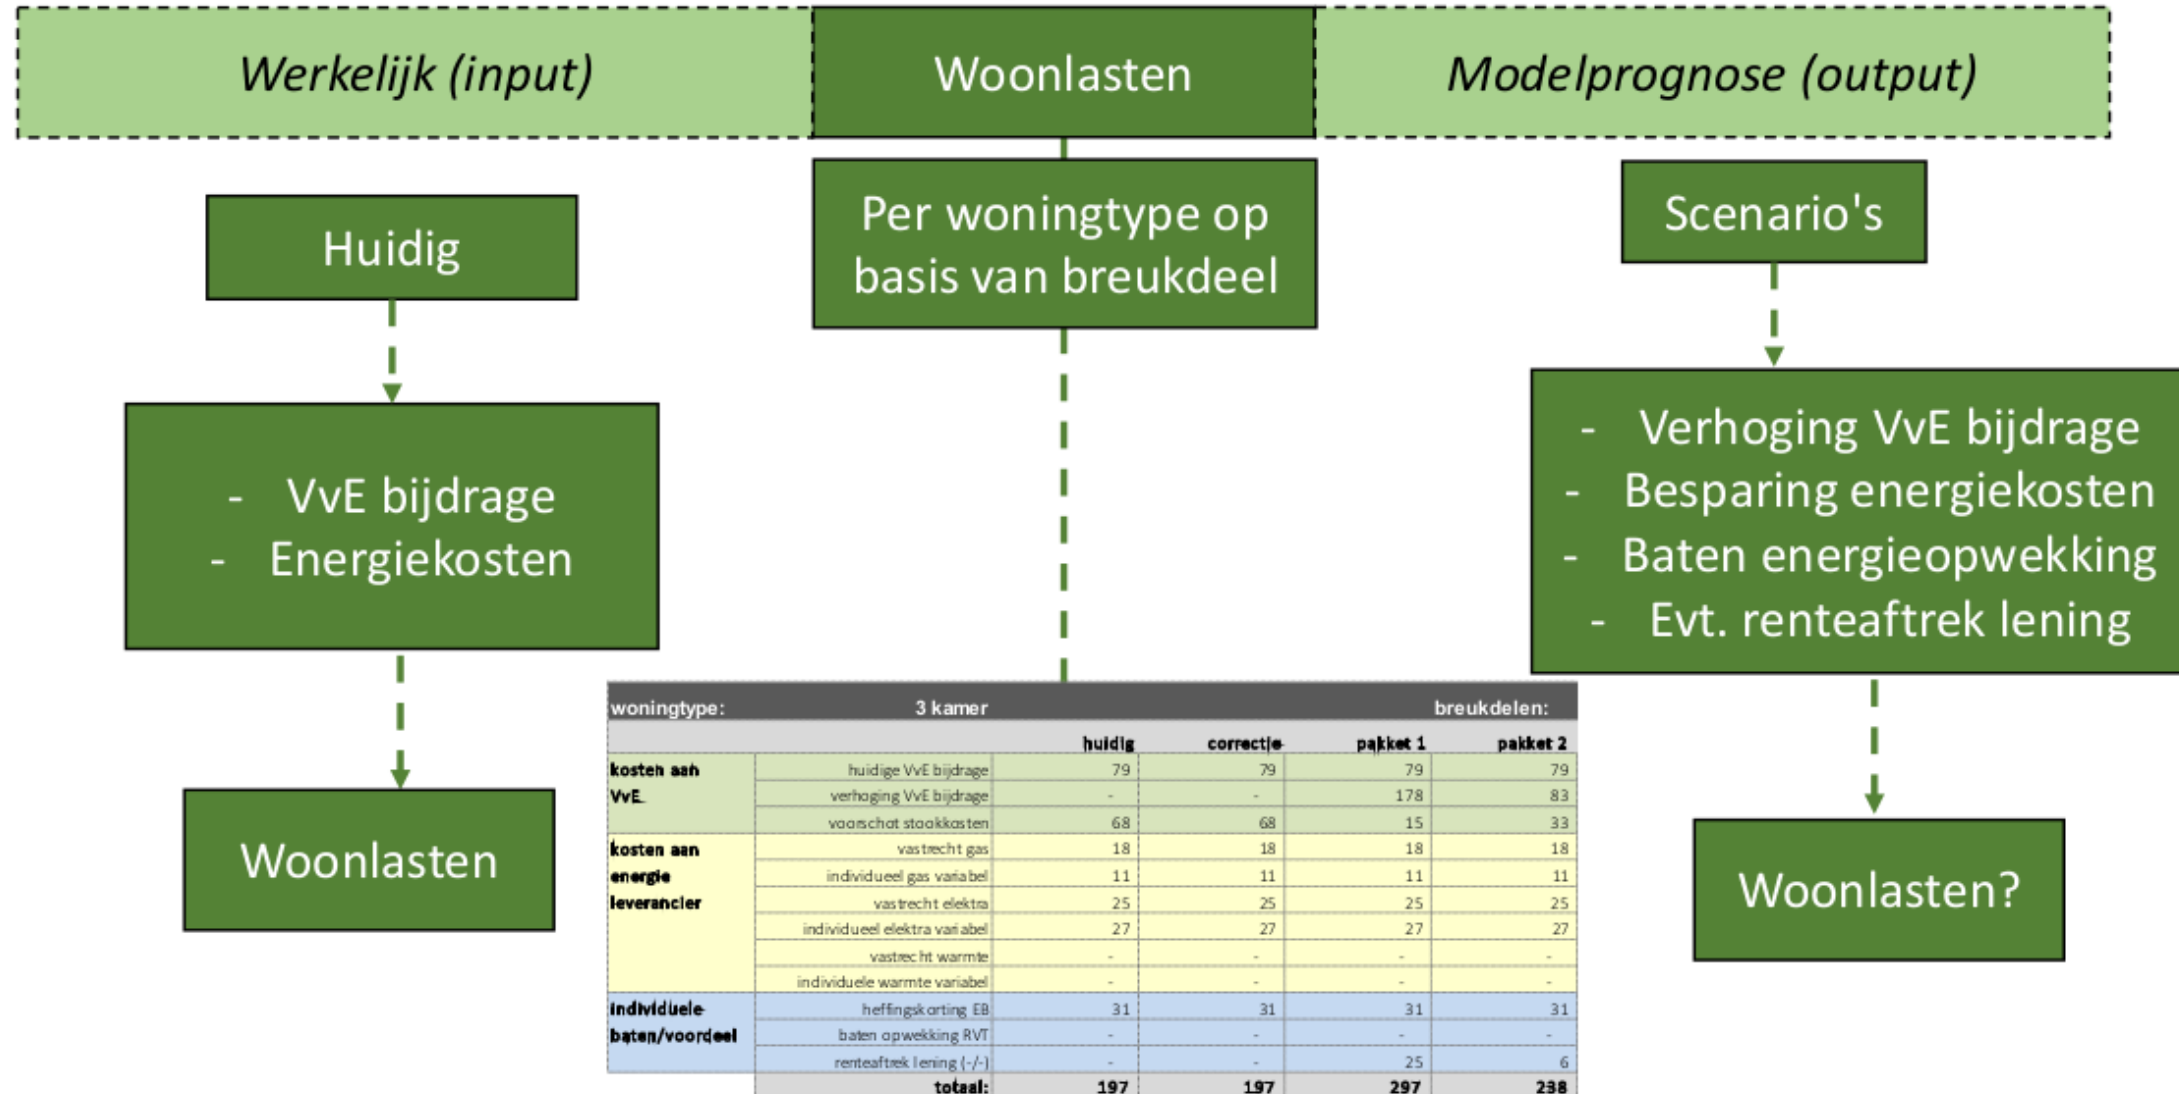 Werkelijk (input)
Woonlasten
Modelprognose (output)
Huidig
Per woningtype op
basis van breukdeel
Scenario's
- VvE bijdrage
- Energiekosten
- Verhoging VvE bijdrage
- Besparing energiekosten
- Baten energieopwekking
- Evt. renteaftrek lening
Woonlasten
Woonlasten?
woningtype: 3 kamer breukdelen:
huidig correctie pakket 1 pakket 2
kosten aan huidige VvE bijdrage 79 79 79 79
VvE verhoging VvE bijdrage - - 178 83
voorschot stookkosten 68 68 15 33
kosten aan vastrecht gas 18 18 18 18
energie individueel gas variabel 11 11 11 11
leverancier vastrecht elektra 25 25 25 25
individueel elektra variabel 27 27 27 27
vastrecht warmte - - - -
individuele warmte variabel - - - -
individuele heffingskorting EB 31 31 31 31
baten/voordeel baten opwekking RVT - - - -
renteaftrek lening (-/-) - - 25 6
totaal: 197 197 297 238